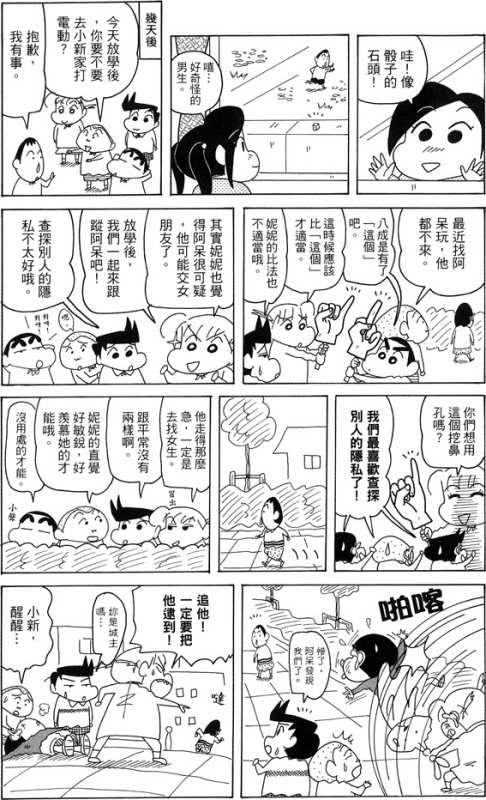 哇！像
骰子的
石頭！
嘖…
好奇怪的
男生。
幾天後
今天放學後
，你要不要
去小新家打
電動？
抱歉，
我有事。
最近找阿
呆玩，他
都不來。
八成是有了
「這個」
吧。
這時候應該
比「這個」
才適當。
妮妮的比法也
不適當哦。
其實妮妮也覺
得阿呆很可疑
，他可能交女
朋友了。
放學後，
我們一起來跟
蹤阿呆吧！
查探別人的隱
私不太好哦。
你們想用
這個挖鼻
孔嗎？
我們最喜歡查探
別人的隱私了！
他走得那麼
急，一定是
去找女生。
冒出
跟平常沒有
兩樣啊。
妮妮的直覺
好敏銳，好
羨慕她的才
能哦。
沒用處的才能。
小聲
啪喀
慘了，
阿呆發現
我們了。
追他！
一定要把
他逮到！
妳是城主
嗎…
小新，
醒醒…